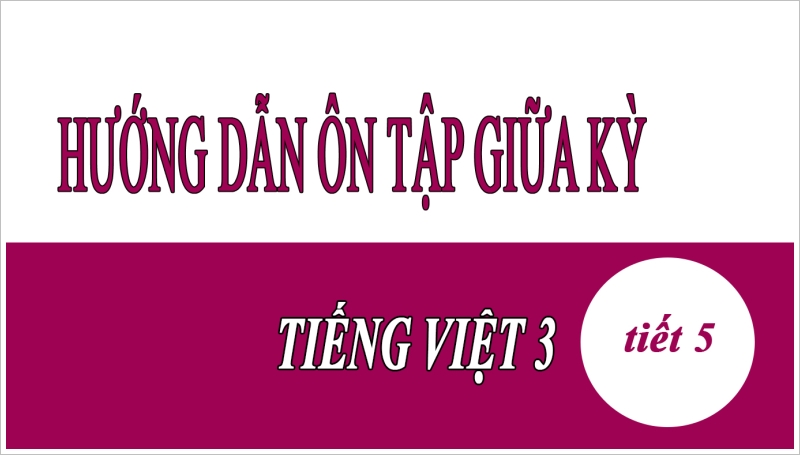 HƯỚNG DẪN ÔN TẬP GIỮA KỲ
TIẾNG VIỆT 3
tiết 5